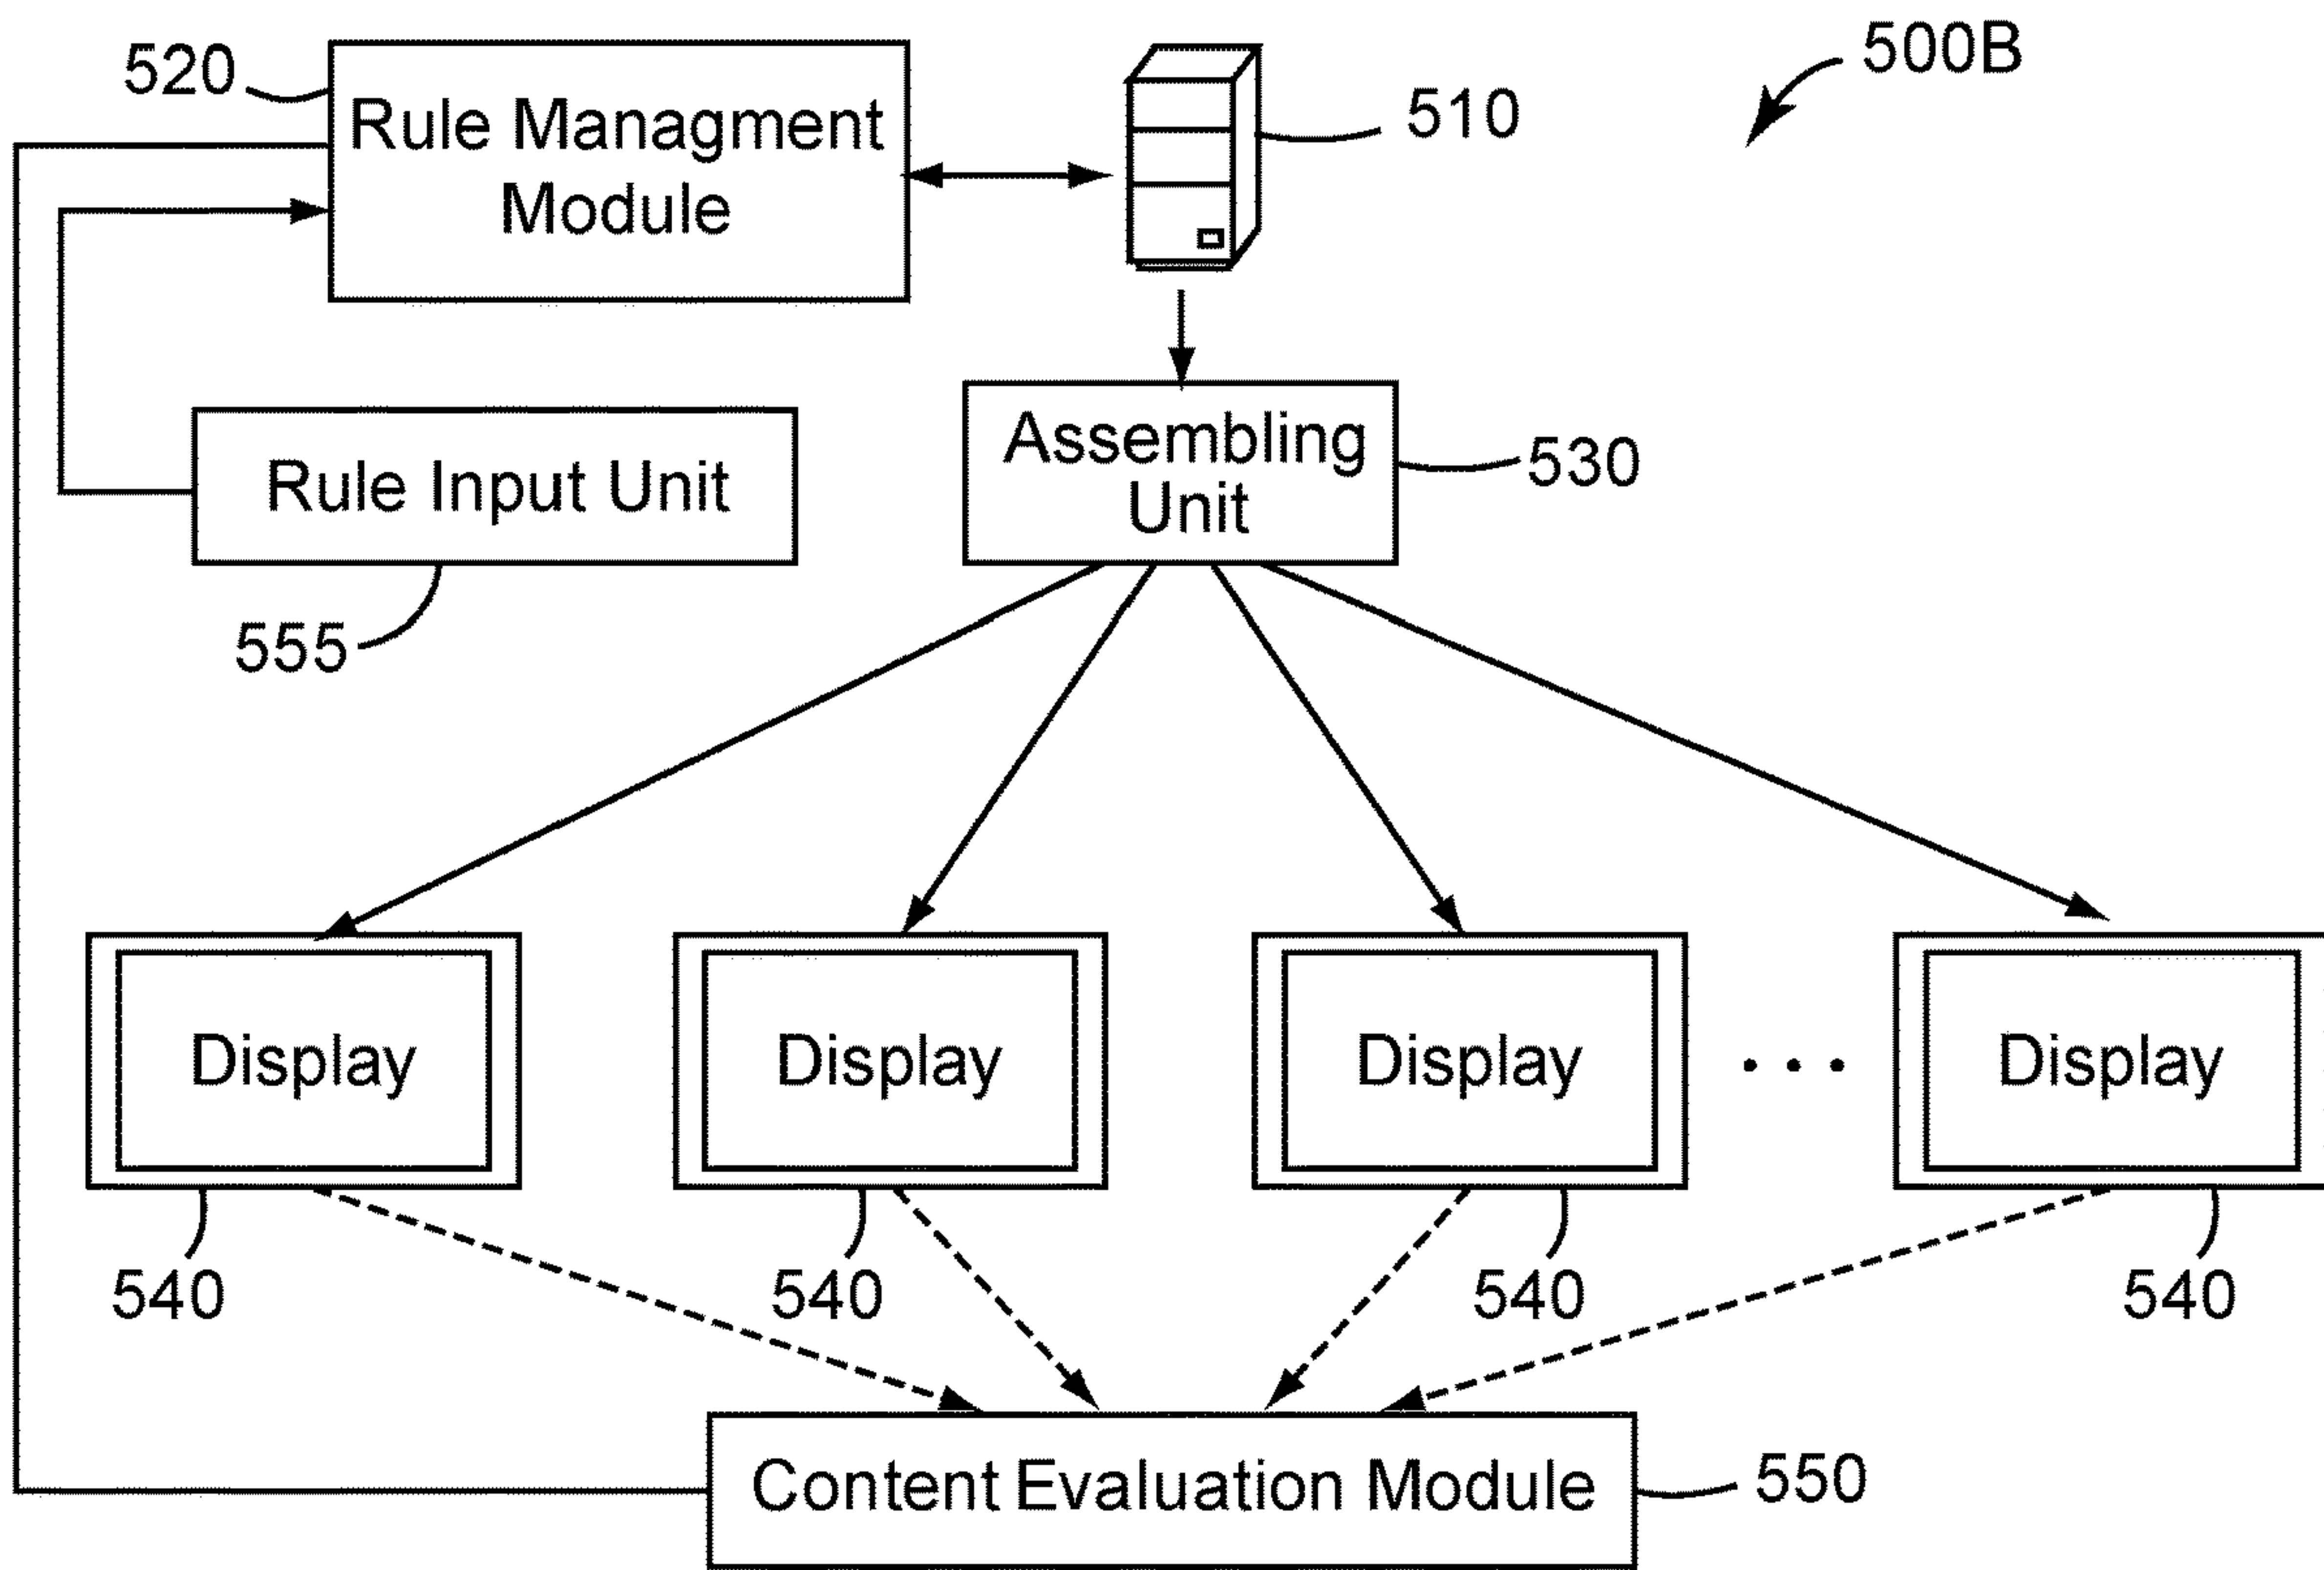 500B
520
Rule Managment
Module
510
Rule Input Unit
Assembling
Unit
530
555
Display
Display
Display
• • •
Display
540
540
540
540
Content Evaluation Module
550